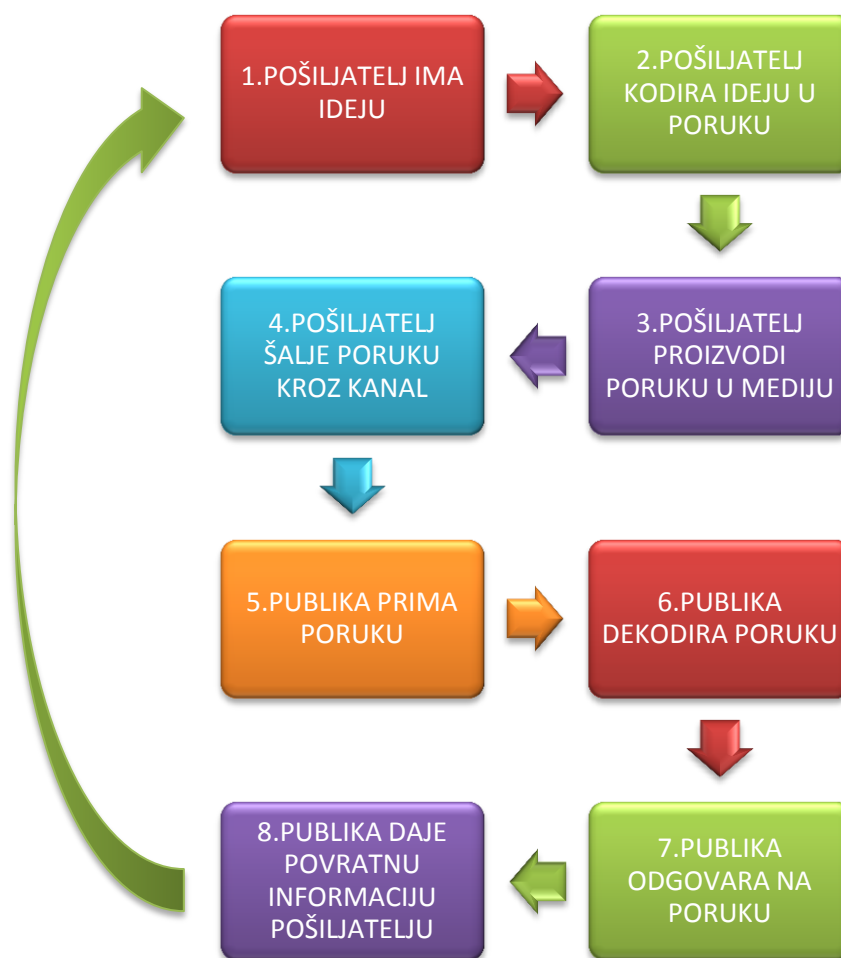 1.POŠILJATELJ IMA
IDEJU
2.POŠILJATELJ
KODIRA IDEJU U
PORUKU
3.POŠILJATELJ
PROIZVODI
PORUKU U MEDIJU
4.POŠILJATELJ
ŠALJE PORUKU
KROZ KANAL
5.PUBLIKA PRIMA
PORUKU
6.PUBLIKA
DEKODIRA PORUKU
7.PUBLIKA
ODGOVARA NA
PORUKU
8.PUBLIKA DAJE
POVRATNU
INFORMACIJU
POŠILJATELJU